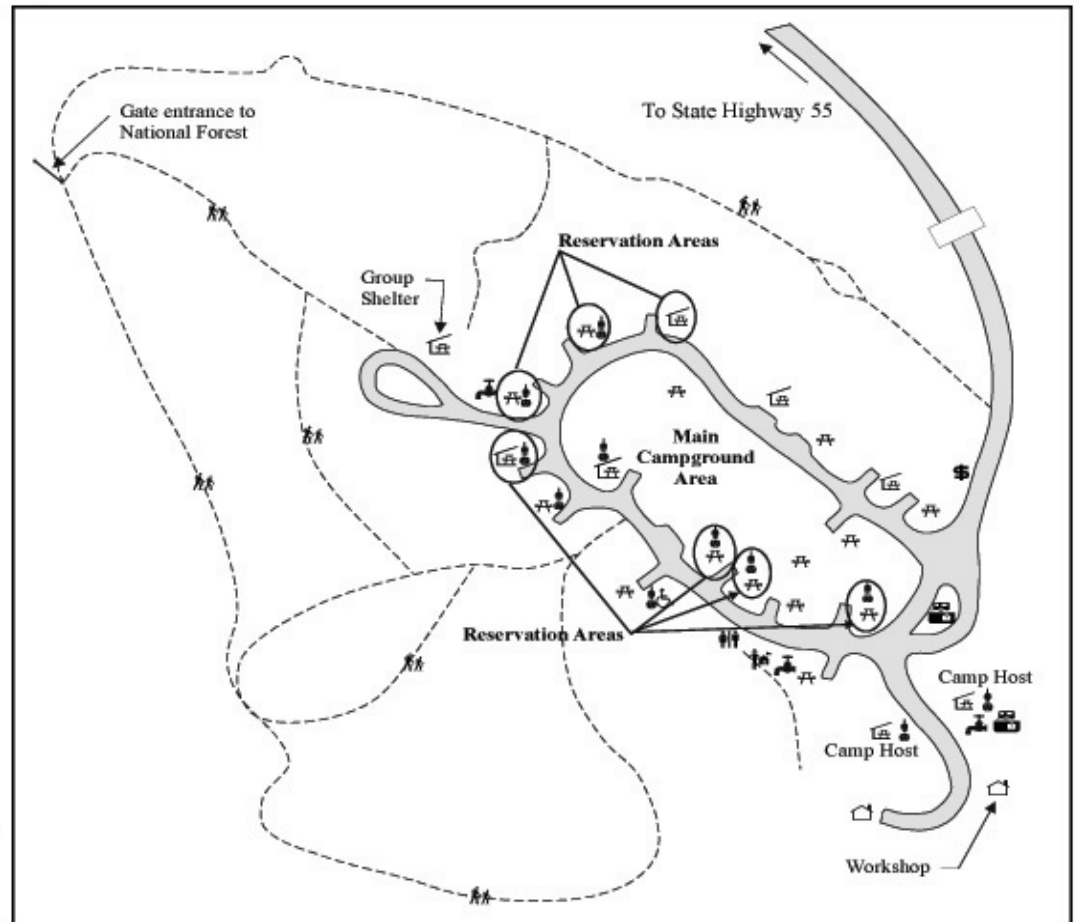 Gate entrance to
National Forest
To State Highway 55
Reservation Areas
Group
Shelter
Main
Campground
Area
$
Reservation Areas
Camp Host
Camp Host
Workshop